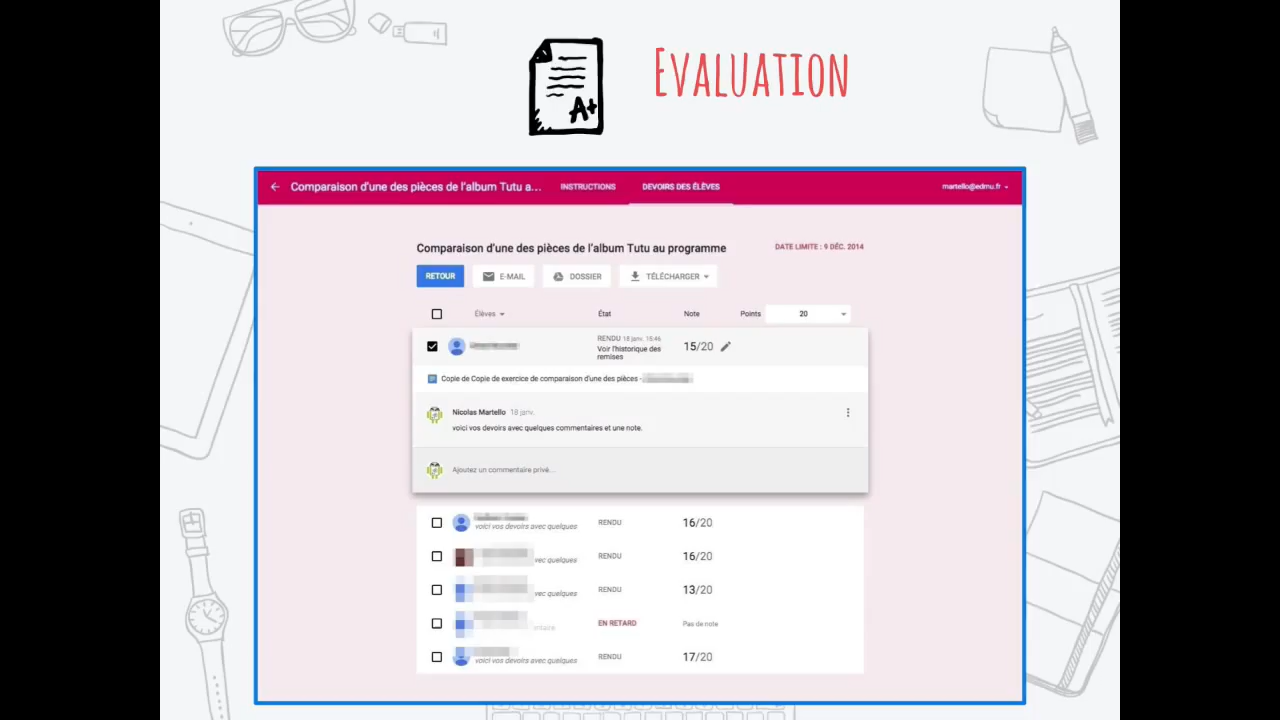 A+
EVALUATION
Comparaison d'une des pièces de l'album Tutu a... INSTRUCTIONS DEVOIRS DES ÉLÈVES martello@edmu.fr
Comparaison d'une des pièces de l'album Tutu au programme DATE LIMITE : 9 DÉC. 2014
RETOUR E-MAIL DOSSIER TÉLÉCHARGER
Élèves État Note Points 20
RENDU 18 janv. 16:46
Voir l'historique des
remises
15/20
Copie de Copie de exercice de comparaison d'une des pièces -
Nicolas Martello 18 janv.
voici vos devoirs avec quelques commentaires et une note.
Ajoutez un commentaire privé...
voici vos devoirs avec quelques RENDU 16/20
vec quelques RENDU 16/20
vec quelques RENDU 13/20
EN RETARD Pas de note
voici vos devoirs avec quelques RENDU 17/20